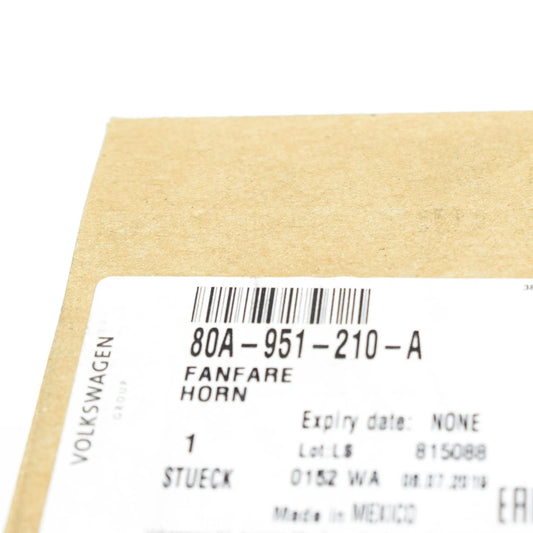 VOLKSWAGEN
GROUP
80A-951-210-A
FANFARE
HORN
Expiry date: NONE
1 Lot:L$ 815088
STUECK 0152 WA 08.07.2019
Made in MEXICO